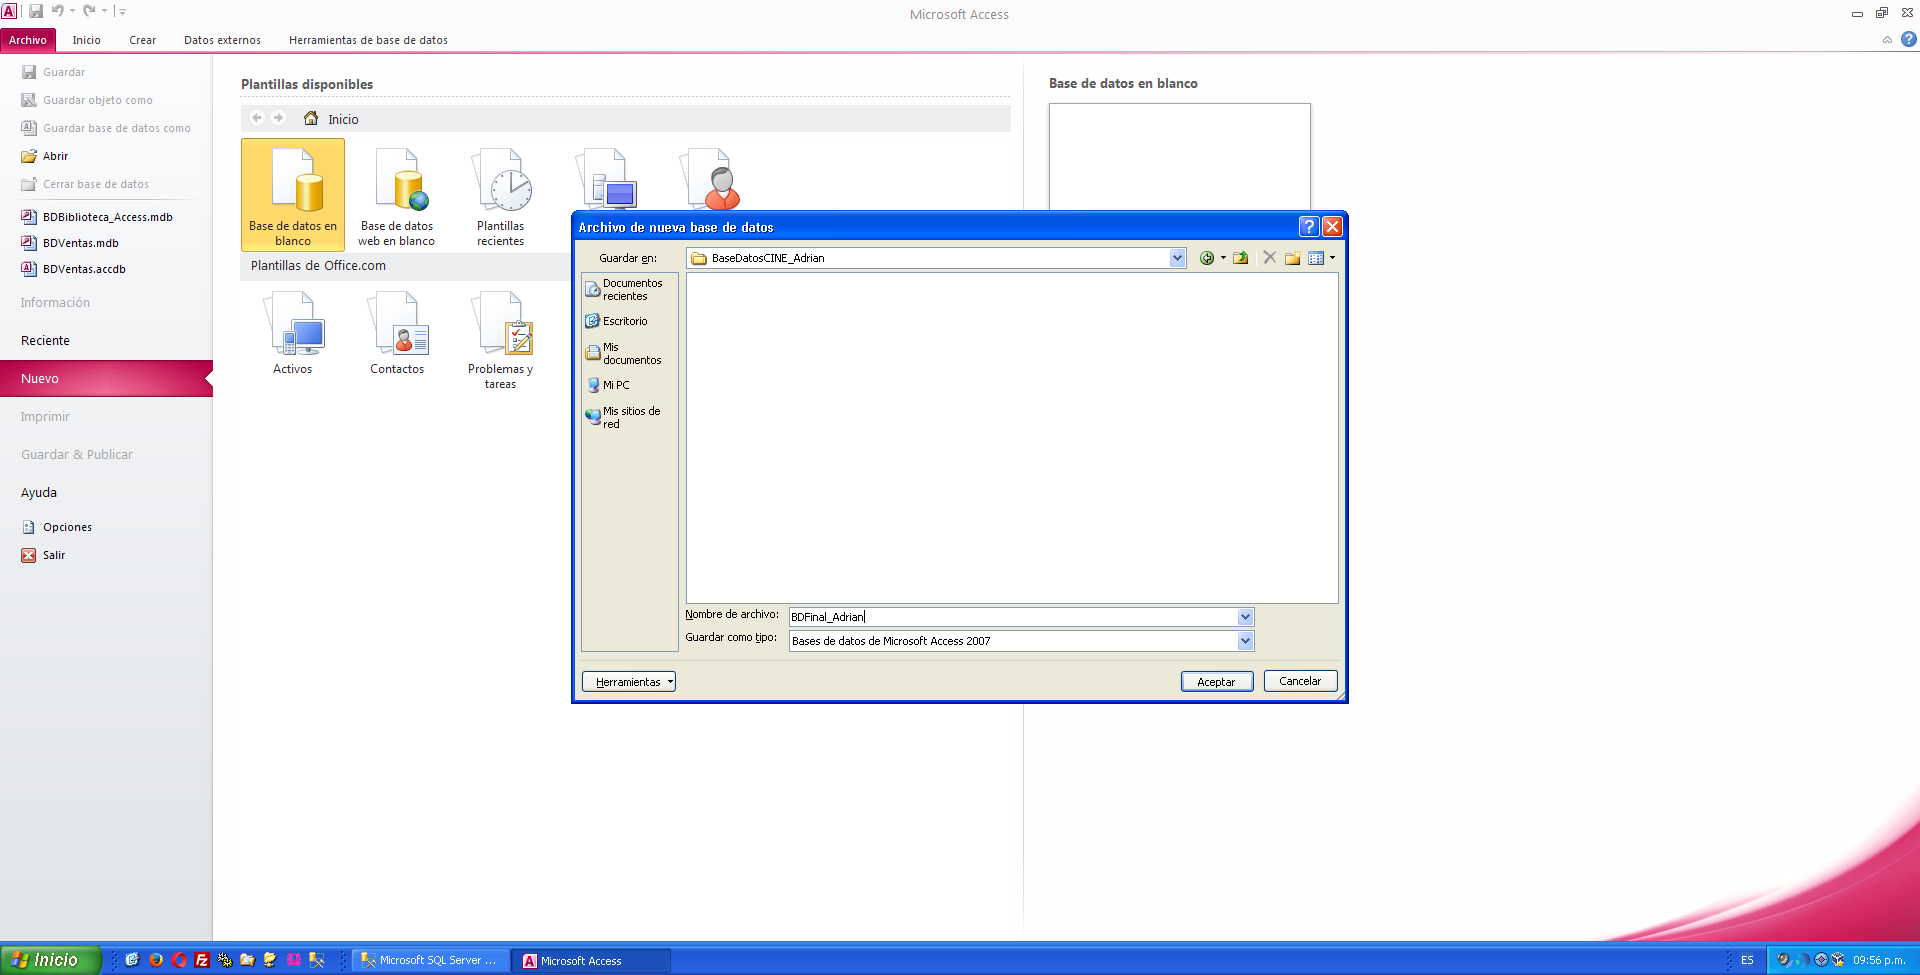 Microsoft Access
Archivo
Inicio
Crear
Datos externos
Herramientas de base de datos
Guardar
Guardar objeto como
Guardar base de datos como
Abrir
Cerrar base de datos
BDBiblioteca_Access.mdb
BDVentas.mdb
BDVentas.accdb
Información
Reciente
Nuevo
Imprimir
Guardar & Publicar
Ayuda
Opciones
Salir
Plantillas disponibles
Inicio
Base de datos en
blanco
Base de datos
web en blanco
Plantillas
recientes
Plantillas de Office.com
Activos
Contactos
Problemas y
tareas
Base de datos en blanco
Archivo de nueva base de datos
Guardar en:
BaseDatosCINE_Adrian
Documentos
recientes
Escritorio
Mis
documentos
Mi PC
Mis sitios de
red
Nombre de archivo:
BDFinal_Adrian
Guardar como tipo:
Bases de datos de Microsoft Access 2007
Herramientas
Aceptar
Cancelar
Inicio
Microsoft SQL Server ...
Microsoft Access
ES
09:56 p.m.